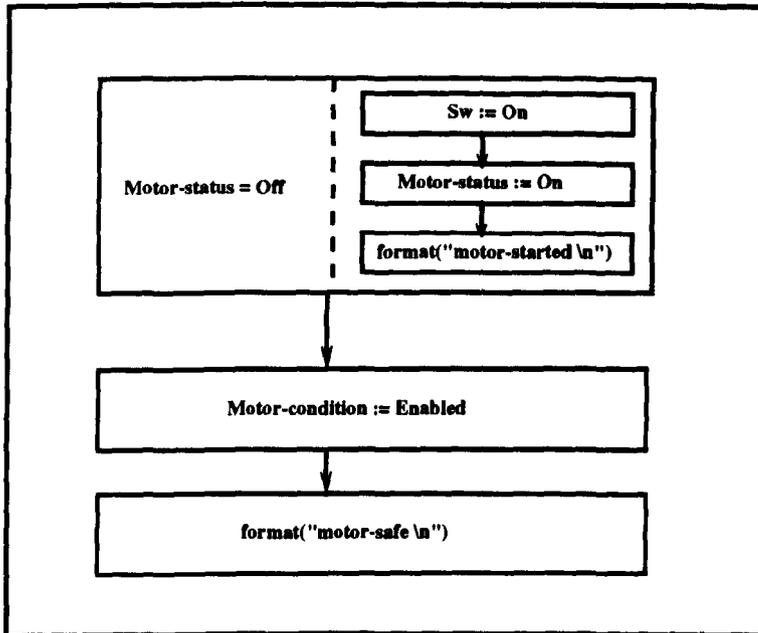 Motor-status = Off
Sw := On
Motor-status := On
format("motor-started \n")
Motor-condition := Enabled
format("motor-safe \n")